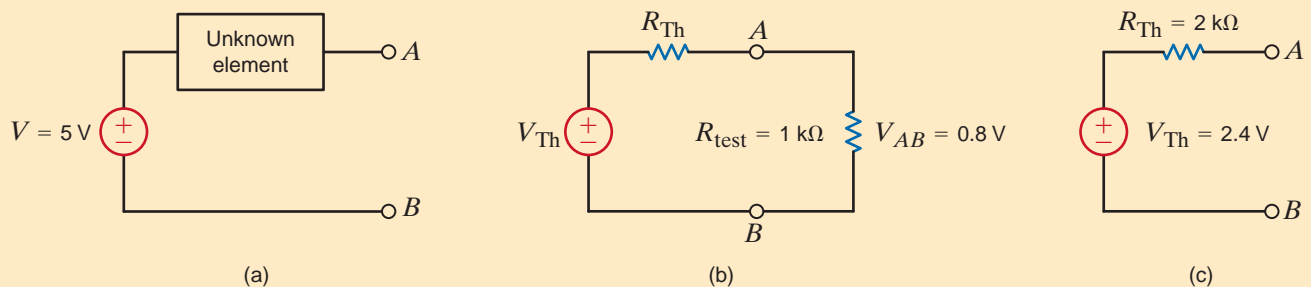 Unknown
element
A
V = 5 V
+
−
B
(a)
R_Th
A
V_Th
+
−
R_test = 1 kΩ
V_AB = 0.8 V
B
(b)
R_Th = 2 kΩ
A
+
−
V_Th = 2.4 V
B
(c)